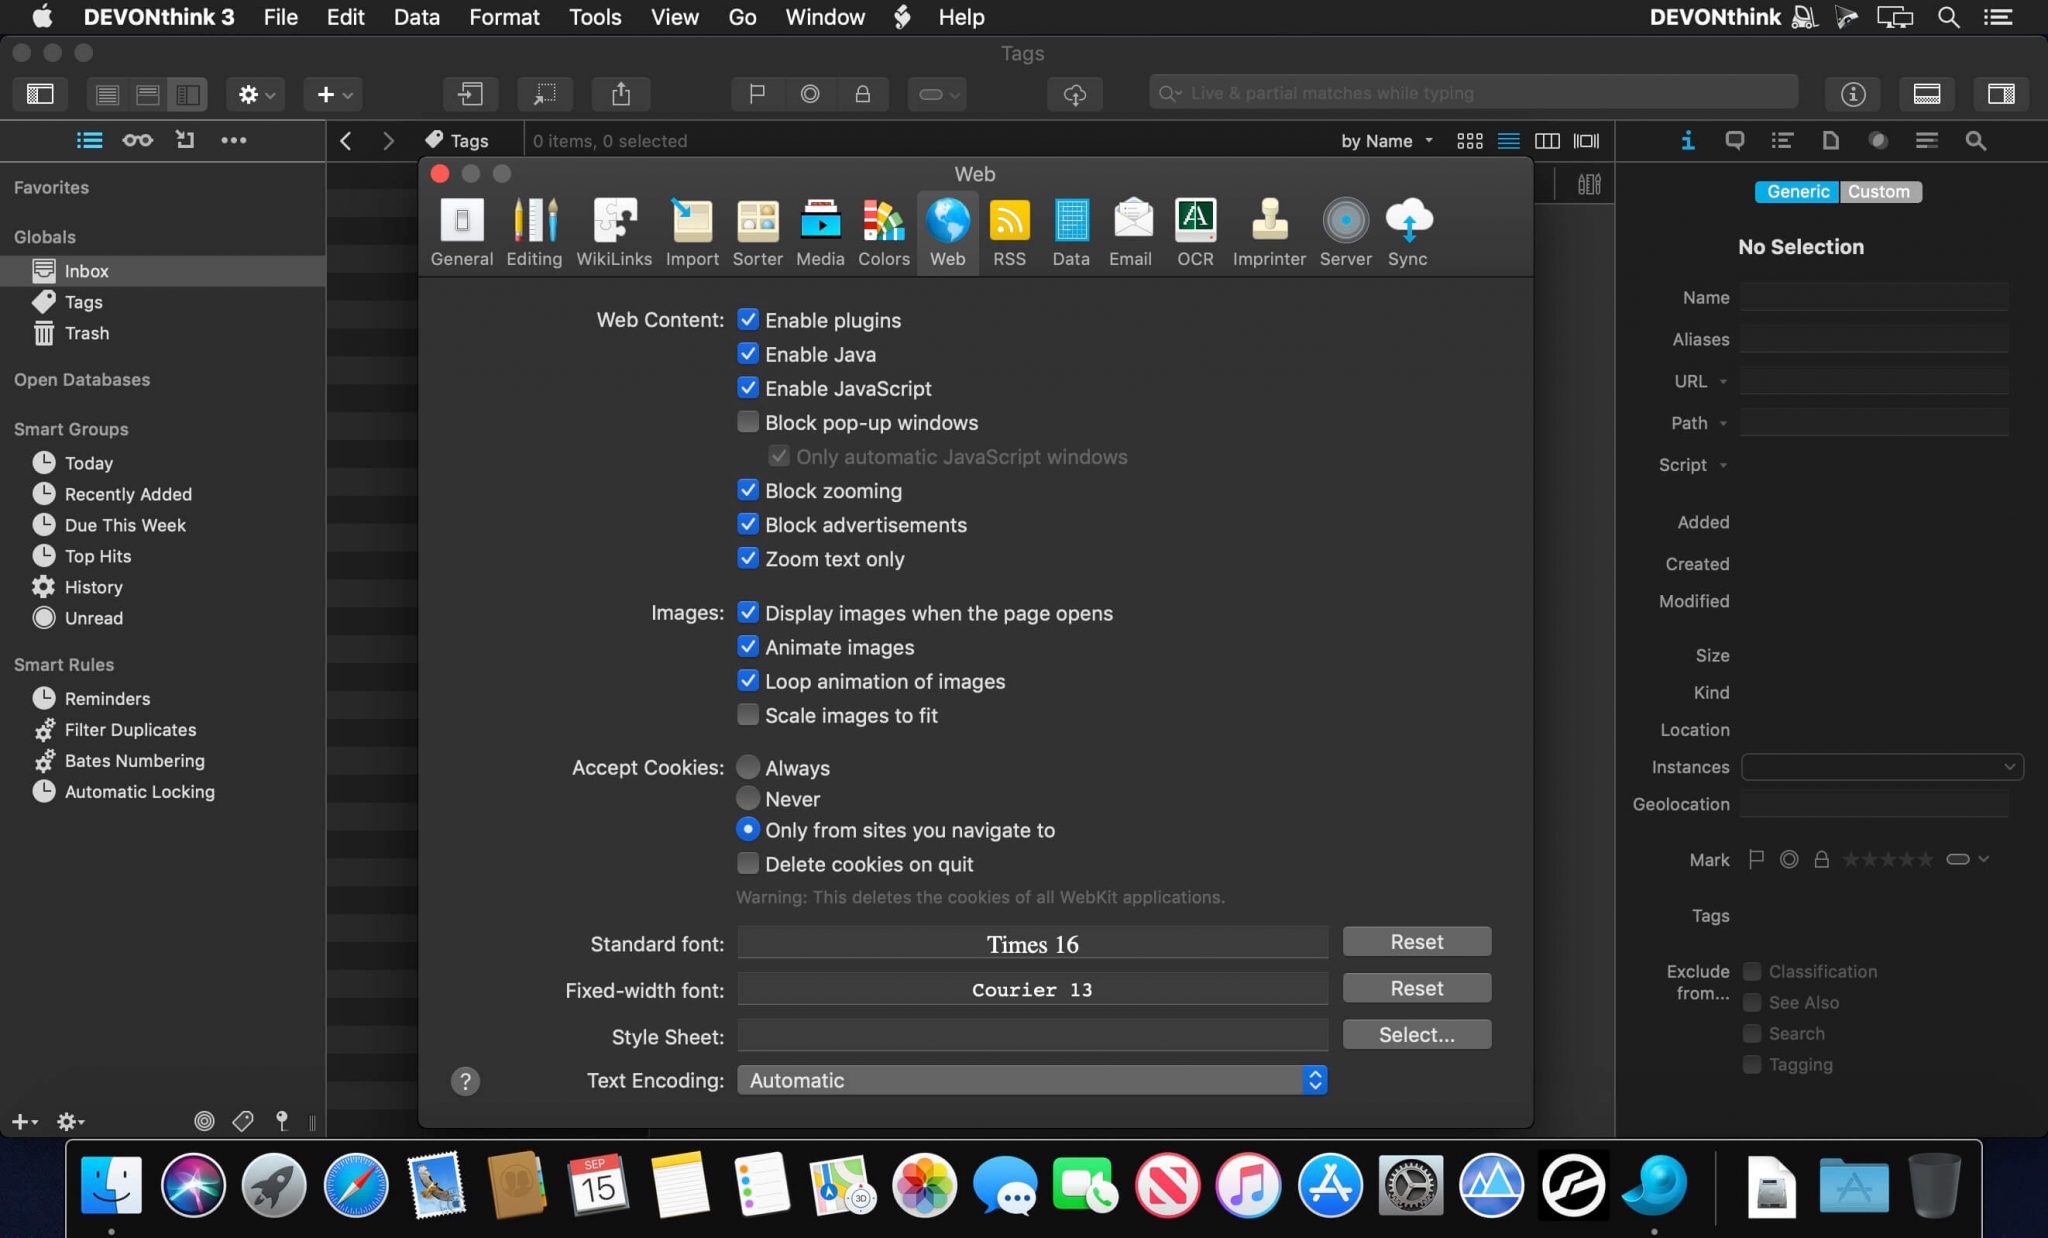 DEVONthink 3 File Edit Data Format Tools View Go Window Help DEVONthink
Tags
Live & partial matches while typing
Tags 0 items, 0 selected by Name
Favorites
Globals
Inbox
Tags
Trash
Open Databases
Smart Groups
Today
Recently Added
Due This Week
Top Hits
History
Unread
Smart Rules
Reminders
Filter Duplicates
Bates Numbering
Automatic Locking
Web
General Editing WikiLinks Import Sorter Media Colors Web RSS Data Email OCR Imprinter Server Sync
Web Content: Enable plugins
Enable Java
Enable JavaScript
Block pop-up windows
Only automatic JavaScript windows
Block zooming
Block advertisements
Zoom text only
Images: Display images when the page opens
Animate images
Loop animation of images
Scale images to fit
Accept Cookies: Always
Never
Only from sites you navigate to
Delete cookies on quit
Warning: This deletes the cookies of all WebKit applications.
Standard font: Times 16 Reset
Fixed-width font: Courier 13 Reset
Style Sheet: Select...
? Text Encoding: Automatic
Generic Custom
No Selection
Name
Aliases
URL
Path
Script
Added
Created
Modified
Size
Kind
Location
Instances
Geolocation
Mark
Tags
Exclude Classification
from...
See Also
Search
Tagging
SEP
15
3D